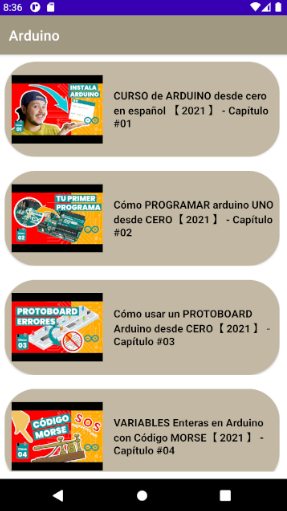 8:36
Arduino
INSTALA
ARDUINO
01
CURSO de ARDUINO desde cero
en español 【 2021 】 - Capítulo
#01
TU PRIMER
PROGRAMA
02
Cómo PROGRAMAR arduino UNO
desde CERO 【 2021 】 - Capítulo
#02
PROTOBOARD
ERRORES
03
Cómo usar un PROTOBOARD
Arduino desde CERO 【 2021 】 -
Capítulo #03
CÓDIGO
MORSE
SOS
04
VARIABLES Enteras en Arduino
con Código MORSE 【 2021 】 -
Capítulo #04